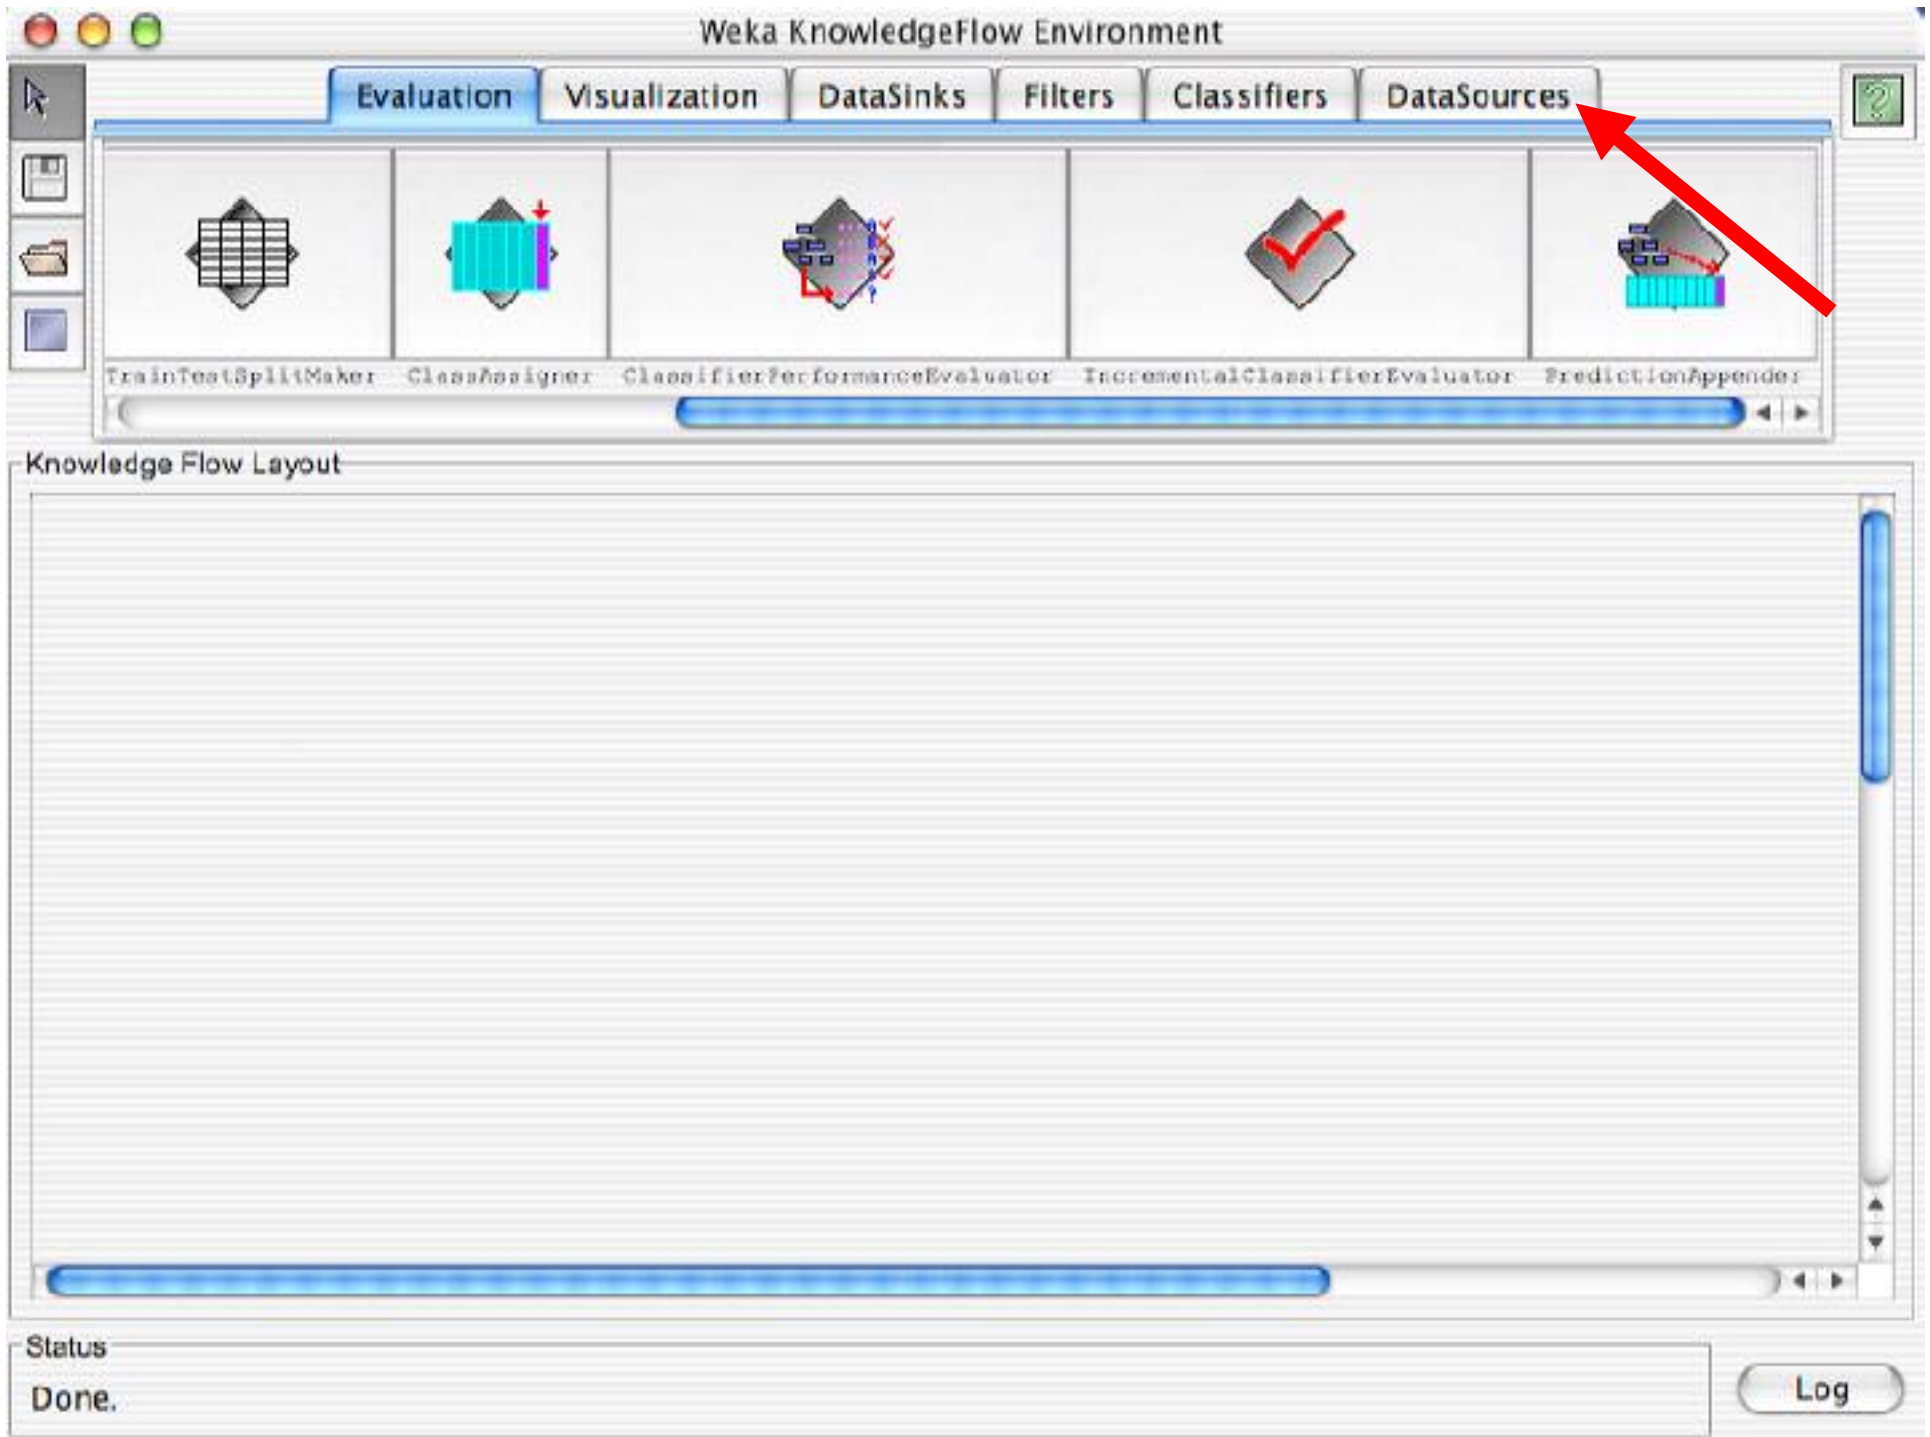 Weka KnowledgeFlow Environment
Evaluation Visualization DataSinks Filters Classifiers DataSources
TrainTestSplitMaker ClassAssigner ClassifierPerformanceEvaluator IncrementalClassifierEvaluator PredictionAppender
Knowledge Flow Layout
Status
Done.
Log